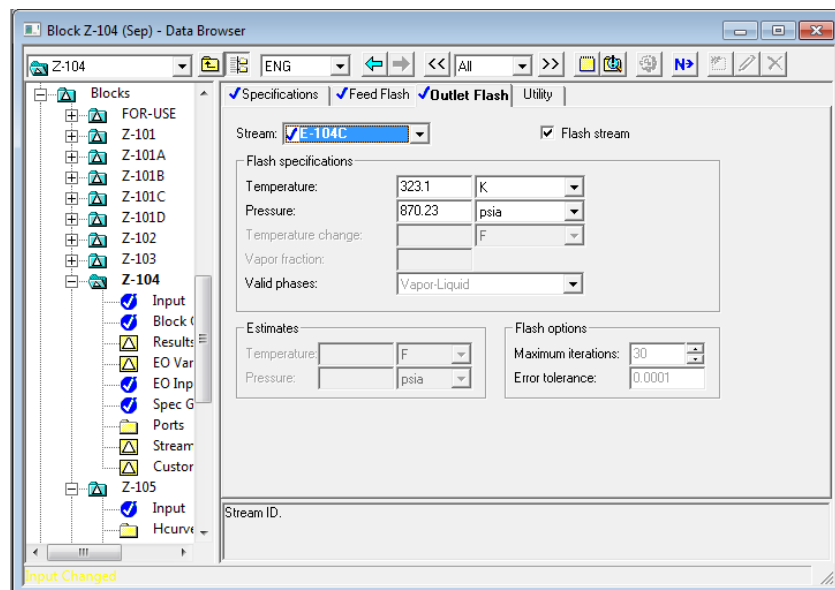 Block Z-104 (Sep) - Data Browser
Z-104 ENG << All >> N>
Blocks
FOR-USE
Z-101
Z-101A
Z-101B
Z-101C
Z-101D
Z-102
Z-103
Z-104
Input
Block
Results
EO Var
EO Inp
Spec G
Ports
Stream
Custor
Z-105
Input
Hcurve
Specifications Feed Flash Outlet Flash Utility
Stream: E-104C Flash stream
Flash specifications
Temperature: 323.1 K
Pressure: 870.23 psia
Temperature change: F
Vapor fraction:
Valid phases: Vapor-Liquid
Estimates
Temperature: F
Pressure: psia
Flash options
Maximum iterations: 30
Error tolerance: 0.0001
Stream ID.
Input Changed